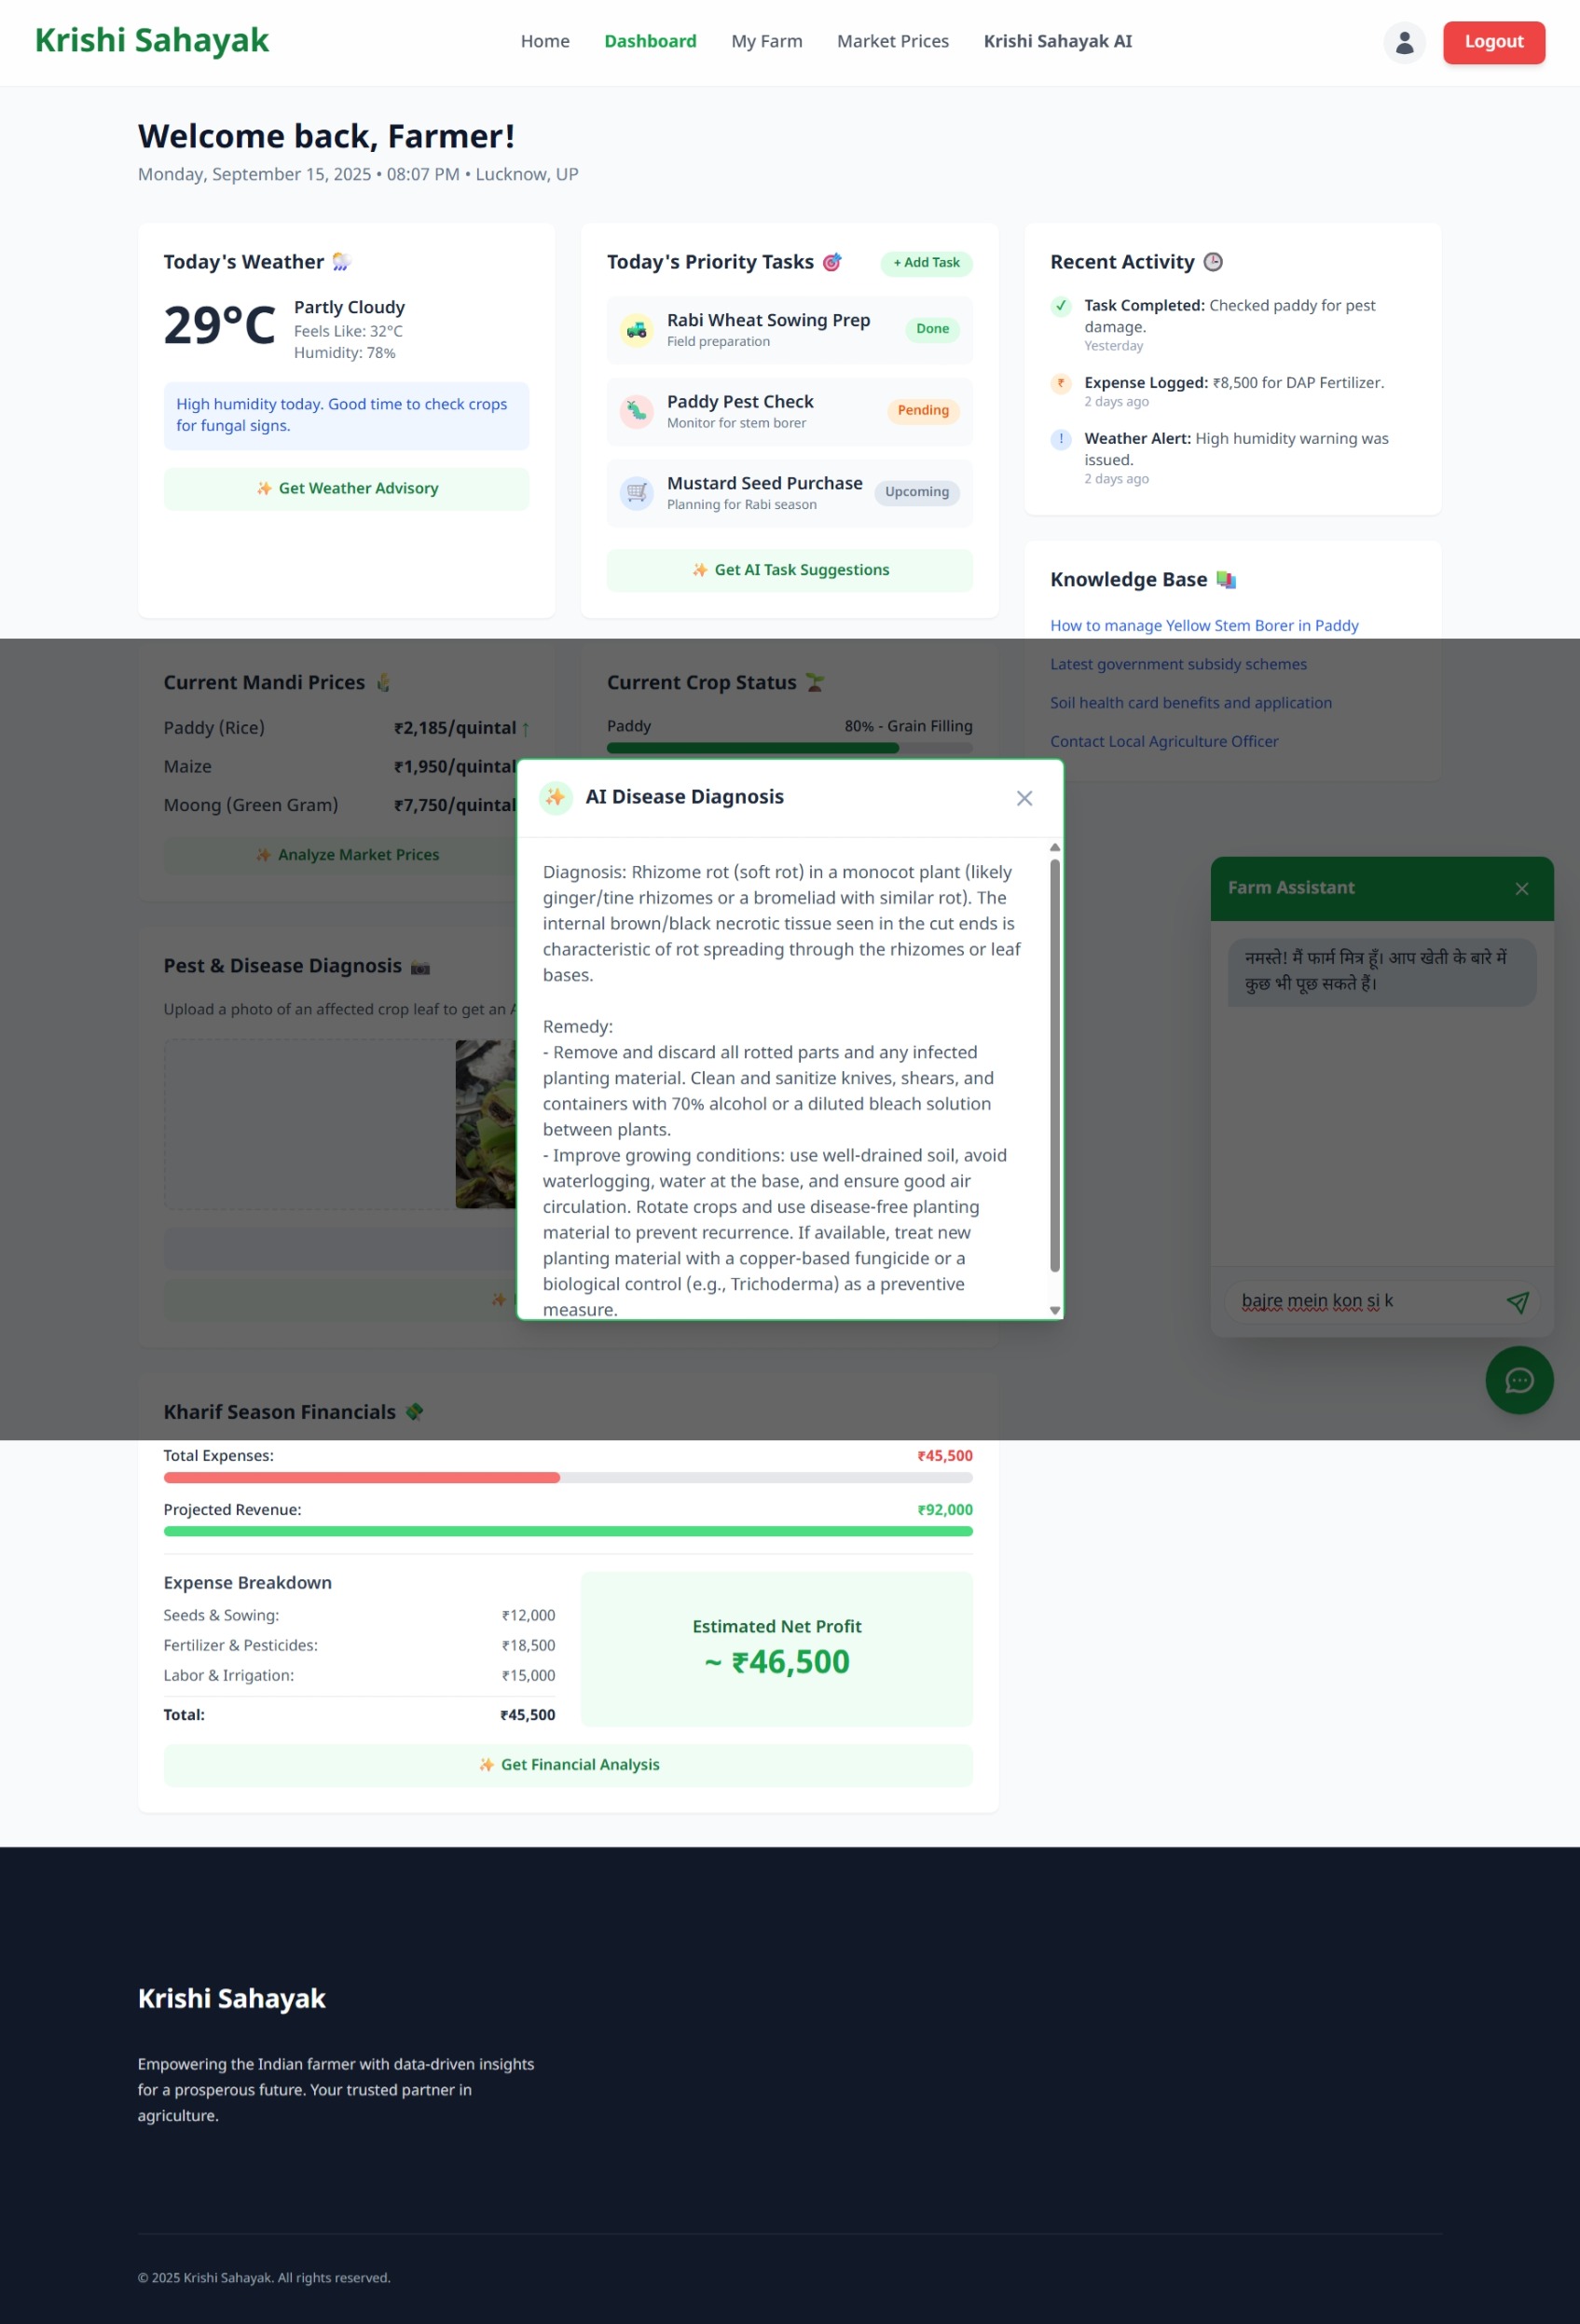 Krishi Sahayak
Home
Dashboard
My Farm
Market Prices
Krishi Sahayak AI
Logout
Welcome back, Farmer!
Monday, September 15, 2025 • 08:07 PM • Lucknow, UP
Today's Weather
29°C
Partly Cloudy
Feels Like: 32°C
Humidity: 78%
High humidity today. Good time to check crops
for fungal signs.
Get Weather Advisory
Today's Priority Tasks
+ Add Task
Rabi Wheat Sowing Prep
Field preparation
Done
Paddy Pest Check
Monitor for stem borer
Pending
Mustard Seed Purchase
Planning for Rabi season
Upcoming
Get AI Task Suggestions
Recent Activity
Task Completed: Checked paddy for pest
damage.
Yesterday
₹
Expense Logged: ₹8,500 for DAP Fertilizer.
2 days ago
!
Weather Alert: High humidity warning was
issued.
2 days ago
Knowledge Base
How to manage Yellow Stem Borer in Paddy
Latest government subsidy schemes
Soil health card benefits and application
Contact Local Agriculture Officer
Current Mandi Prices
Paddy (Rice) ₹2,185/quintal ↑
Maize ₹1,950/quintal
Moong (Green Gram) ₹7,750/quintal
Analyze Market Prices
Current Crop Status
Paddy 80% - Grain Filling
AI Disease Diagnosis
Diagnosis: Rhizome rot (soft rot) in a monocot plant (likely
ginger/tine rhizomes or a bromeliad with similar rot). The
internal brown/black necrotic tissue seen in the cut ends is
characteristic of rot spreading through the rhizomes or leaf
bases.
Remedy:
- Remove and discard all rotted parts and any infected
planting material. Clean and sanitize knives, shears, and
containers with 70% alcohol or a diluted bleach solution
between plants.
- Improve growing conditions: use well-drained soil, avoid
waterlogging, water at the base, and ensure good air
circulation. Rotate crops and use disease-free planting
material to prevent recurrence. If available, treat new
planting material with a copper-based fungicide or a
biological control (e.g., Trichoderma) as a preventive
measure.
Pest & Disease Diagnosis
Upload a photo of an affected crop leaf to get an
Farm Assistant
नमस्ते! मैं फार्म मित्र हूँ। आप खेती के बारे में
कुछ भी पूछ सकते हैं।
bajre mein kon si k
Kharif Season Financials
Total Expenses: ₹45,500
Projected Revenue: ₹92,000
Expense Breakdown
Seeds & Sowing: ₹12,000
Fertilizer & Pesticides: ₹18,500
Labor & Irrigation: ₹15,000
Total: ₹45,500
Estimated Net Profit
~ ₹46,500
Get Financial Analysis
Krishi Sahayak
Empowering the Indian farmer with data-driven insights
for a prosperous future. Your trusted partner in
agriculture.
© 2025 Krishi Sahayak. All rights reserved.